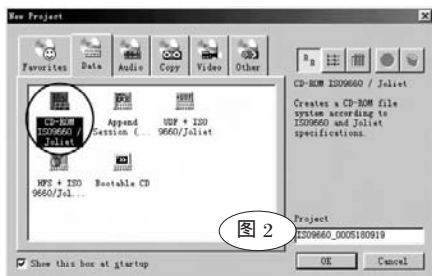 New Project
Favorites Data Audio Copy Video Other
CD-ROM
ISO9660 /
Joliet
Append
Session (...
UDF + ISO
9660/Joliet
HFS + ISO
9660/Jol...
Bootable CD
CD-ROM ISO9660 / Joliet
Creates a CD-ROM file
system according to
ISO9660 and Joliet
specifications.
图 2
Project
ISO9660_0005180919
Show this box at startup
OK Cancel